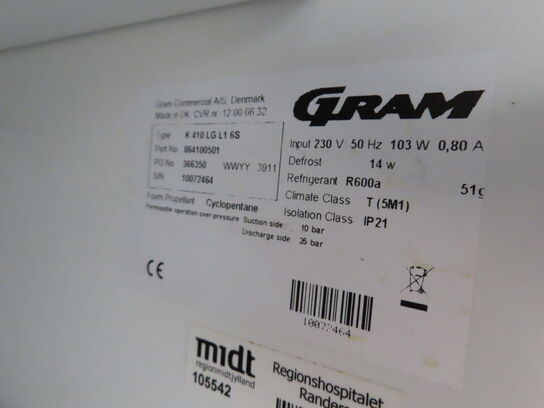 Gram Commercial A/S, Denmark
Made in DK CVR nr. 12 00 66 32
GRAM
Type K 410 LG L1 6S
Part No 864100501
PO.No 366350 WWYY 3911
S/N 10072464
Input 230 V 50 Hz 103 W 0,80 A
Defrost 14 w
Refrigerant R600a 51g
Climate Class T (5M1)
Isolation Class IP21
Foam Propellant Cyclopentane
Permissible operation over-pressure Suction side: 10 bar
Discharge side 25 bar
CE
10072464
midt
regionmidtjylland
105542
Regionshospitalet